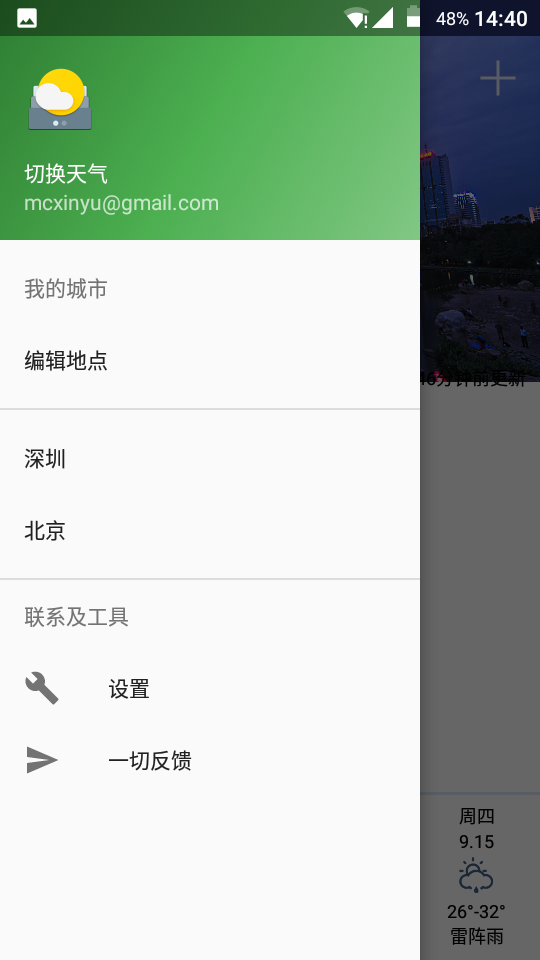 48% 14:40
切换天气
mcxinyu@gmail.com
我的城市
编辑地点
46分钟前更新
深圳
北京
联系及工具
设置
一切反馈
周四
9.15
26°-32°
雷阵雨